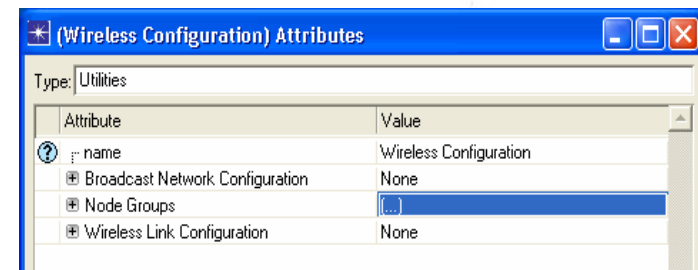 (Wireless Configuration) Attributes
Type: Utilities
Attribute Value
name Wireless Configuration
Broadcast Network Configuration None
Node Groups (...)
Wireless Link Configuration None